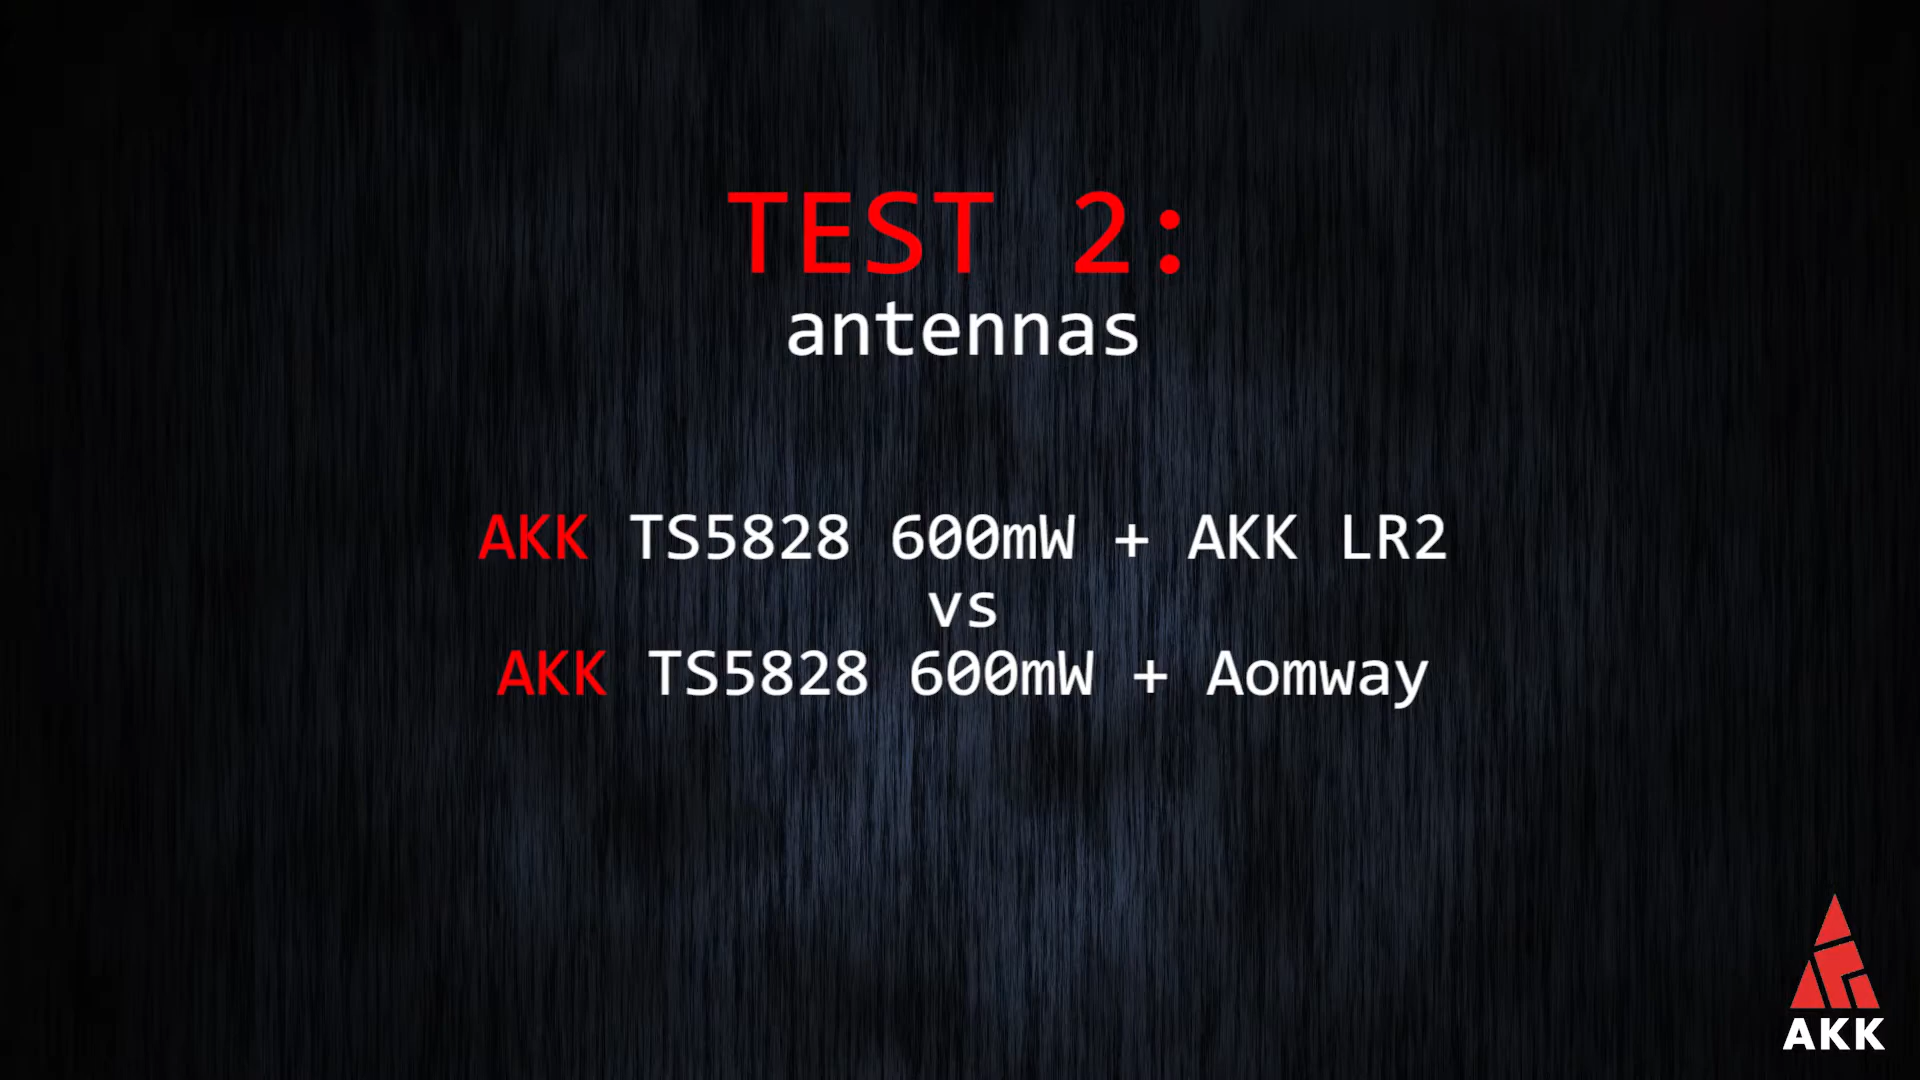 TEST 2:
antennas
AKK TS5828 600mW + AKK LR2
vs
AKK TS5828 600mW + Aomway
AKK